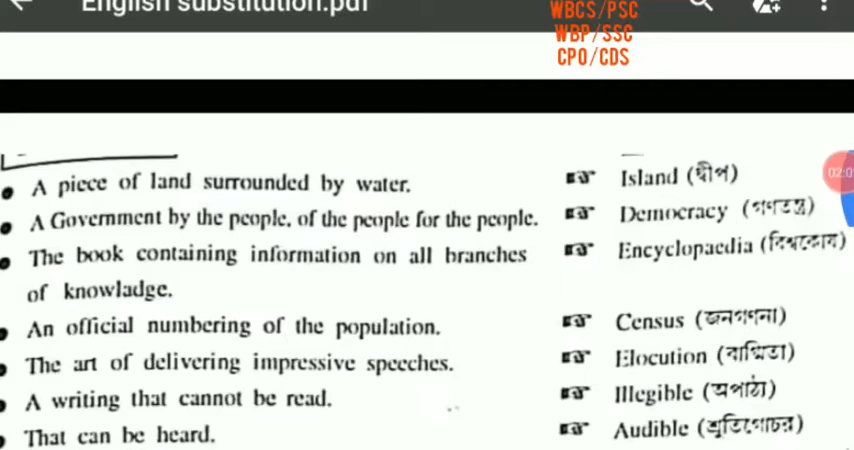 English substitution.pdf
WBCS/PSC
WBP/SSC
CPO/CDS
02:0
A piece of land surrounded by water. Island (দ্বীপ)
A Government by the people, of the people for the people. Democracy (গণতন্ত্র)
The book containing information on all branches Encyclopaedia (বিশ্বকোষ)
of knowladge.
An official numbering of the population. Census (জনগণনা)
The art of delivering impressive speeches. Elocution (বাগ্মিতা)
A writing that cannot be read. Illegible (অপাঠ্য)
That can be heard. Audible (শ্রুতিগোচর)